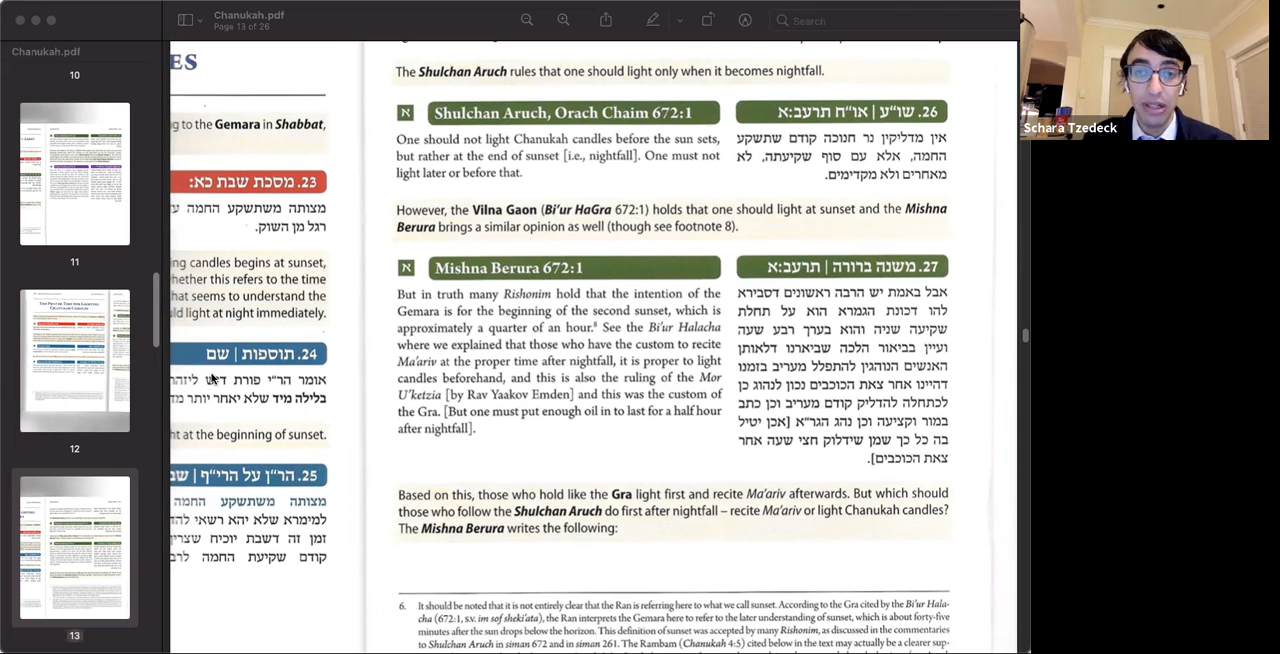 Chanukah.pdf
Page 13 of 26
Search
Chanukah.pdf
10
11
12
13
Schara Tzedeck
ES
g to the Gemara in Shabbat,
מצותה משתשקע החמה
רגל מן השוק.
ng candles begins at sunset,
hether this refers to the time
hat seems to understand the
ld light at night immediately.
24. תוספות | שם
אומר הר"י פורת
בלילה מיד שלא יאחר יותר
ht at the beginning of sunset.
25. הר"ן על הרי"ף
מצותה משתשקע החמה
למימרא שלא יהא רשאי
זמן זה דשבת יוכיח
קודם שקיעת החמה
The Shulchan Aruch rules that one should light only when it becomes nightfall.
א
Shulchan Aruch, Orach Chaim 672:1
One should not light Chanukah candles before the sun sets,
but rather at the end of sunset [i.e., nightfall]. One must not
light later or before that.
26. שו"ע | או"ח תרעב:א
אין מדליקין נר חנוכה קודם שתשקע
החמה, אלא עם סוף שקיעתה, לא
מאחרים ולא מקדימים.
However, the Vilna Gaon (Bi'ur HaGra 672:1) holds that one should light at sunset and the Mishna
Berura brings a similar opinion as well (though see footnote 8).
א
Mishna Berura 672:1
But in truth many Rishonim hold that the intention of the
Gemara is for the beginning of the second sunset, which is
approximately a quarter of an hour.⁸ See the Bi'ur Halacha
where we explained that those who have the custom to recite
Ma'ariv at the proper time after nightfall, it is proper to light
candles beforehand, and this is also the ruling of the Mor
U'ketzia [by Rav Yaakov Emden] and this was the custom of
the Gra. [But one must put enough oil in to last for a half hour
after nightfall].
27. משנה ברורה | תרעב:א
אבל באמת יש הרבה ראשונים דסבירא
להו דכונת הגמרא הוא על תחלת
שקיעה שניה והוא בערך רבע שעה
ועיין בביאור הלכה שביארנו דאותן
האנשים הנוהגין להתפלל מעריב בזמנו
דהיינו אחר צאת הכוכבים נכון לנהוג כן
לכתחלה להדליק קודם מעריב וכן כתב
במור וקציעה וכן נהג הגר"א [אכן יטיל
בה כל כך שמן שידלוק חצי שעה אחר
צאת הכוכבים].
Based on this, those who hold like the Gra light first and recite Ma'ariv afterwards. But which should
those who follow the Shulchan Aruch do first after nightfall – recite Ma'ariv or light Chanukah candles?
The Mishna Berura writes the following:
6. It should be noted that it is not entirely clear that the Ran is referring here to what we call sunset. According to the Gra cited by the Bi'ur Hala-
cha (672:1, s.v. im sof sheki'ata), the Ran interprets the Gemara here to refer to the later understanding of sunset, which is about forty-five
minutes after the sun drops below the horizon. This definition of sunset was accepted by many Rishonim, as discussed in the commentaries
to Shulchan Aruch in siman 672 and in siman 261. The Rambam (Chanukah 4:5) cited below in the text may actually be a clearer sup-